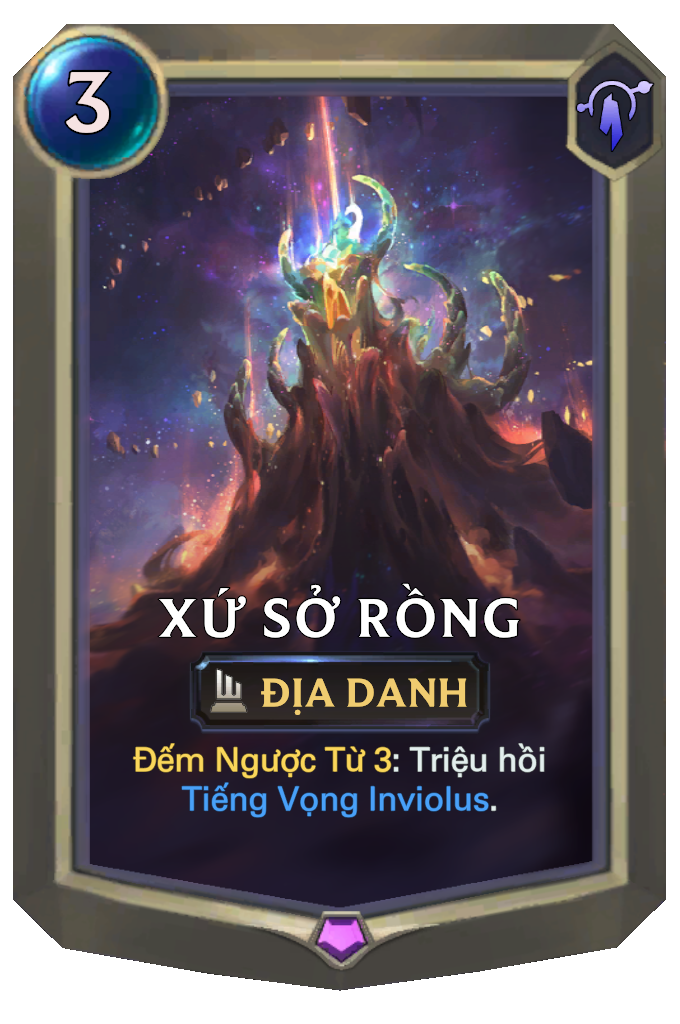 3
XỨ SỞ RỒNG
ĐỊA DANH
Đếm Ngược Từ 3: Triệu hồi
Tiếng Vọng Inviolus.